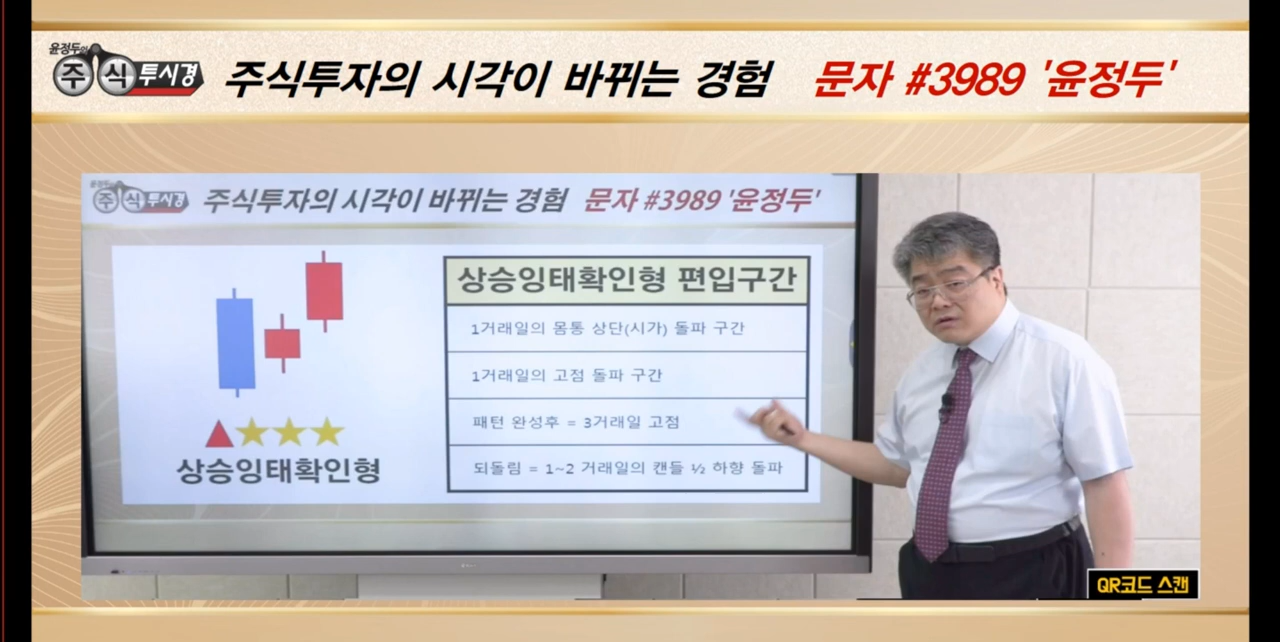 윤정두의
주식투시경
주식투자의 시각이 바뀌는 경험 문자 #3989 '윤정두'
윤정두의
주식투시경
주식투자의 시각이 바뀌는 경험 문자 #3989 '윤정두'
상승잉태확인형 편입구간
1거래일의 몸통 상단(시가) 돌파 구간
1거래일의 고점 돌파 구간
패턴 완성후 = 3거래일 고점
되돌림 = 1~2 거래일의 캔들 ½ 하향 돌파
상승잉태확인형
QR코드 스캔